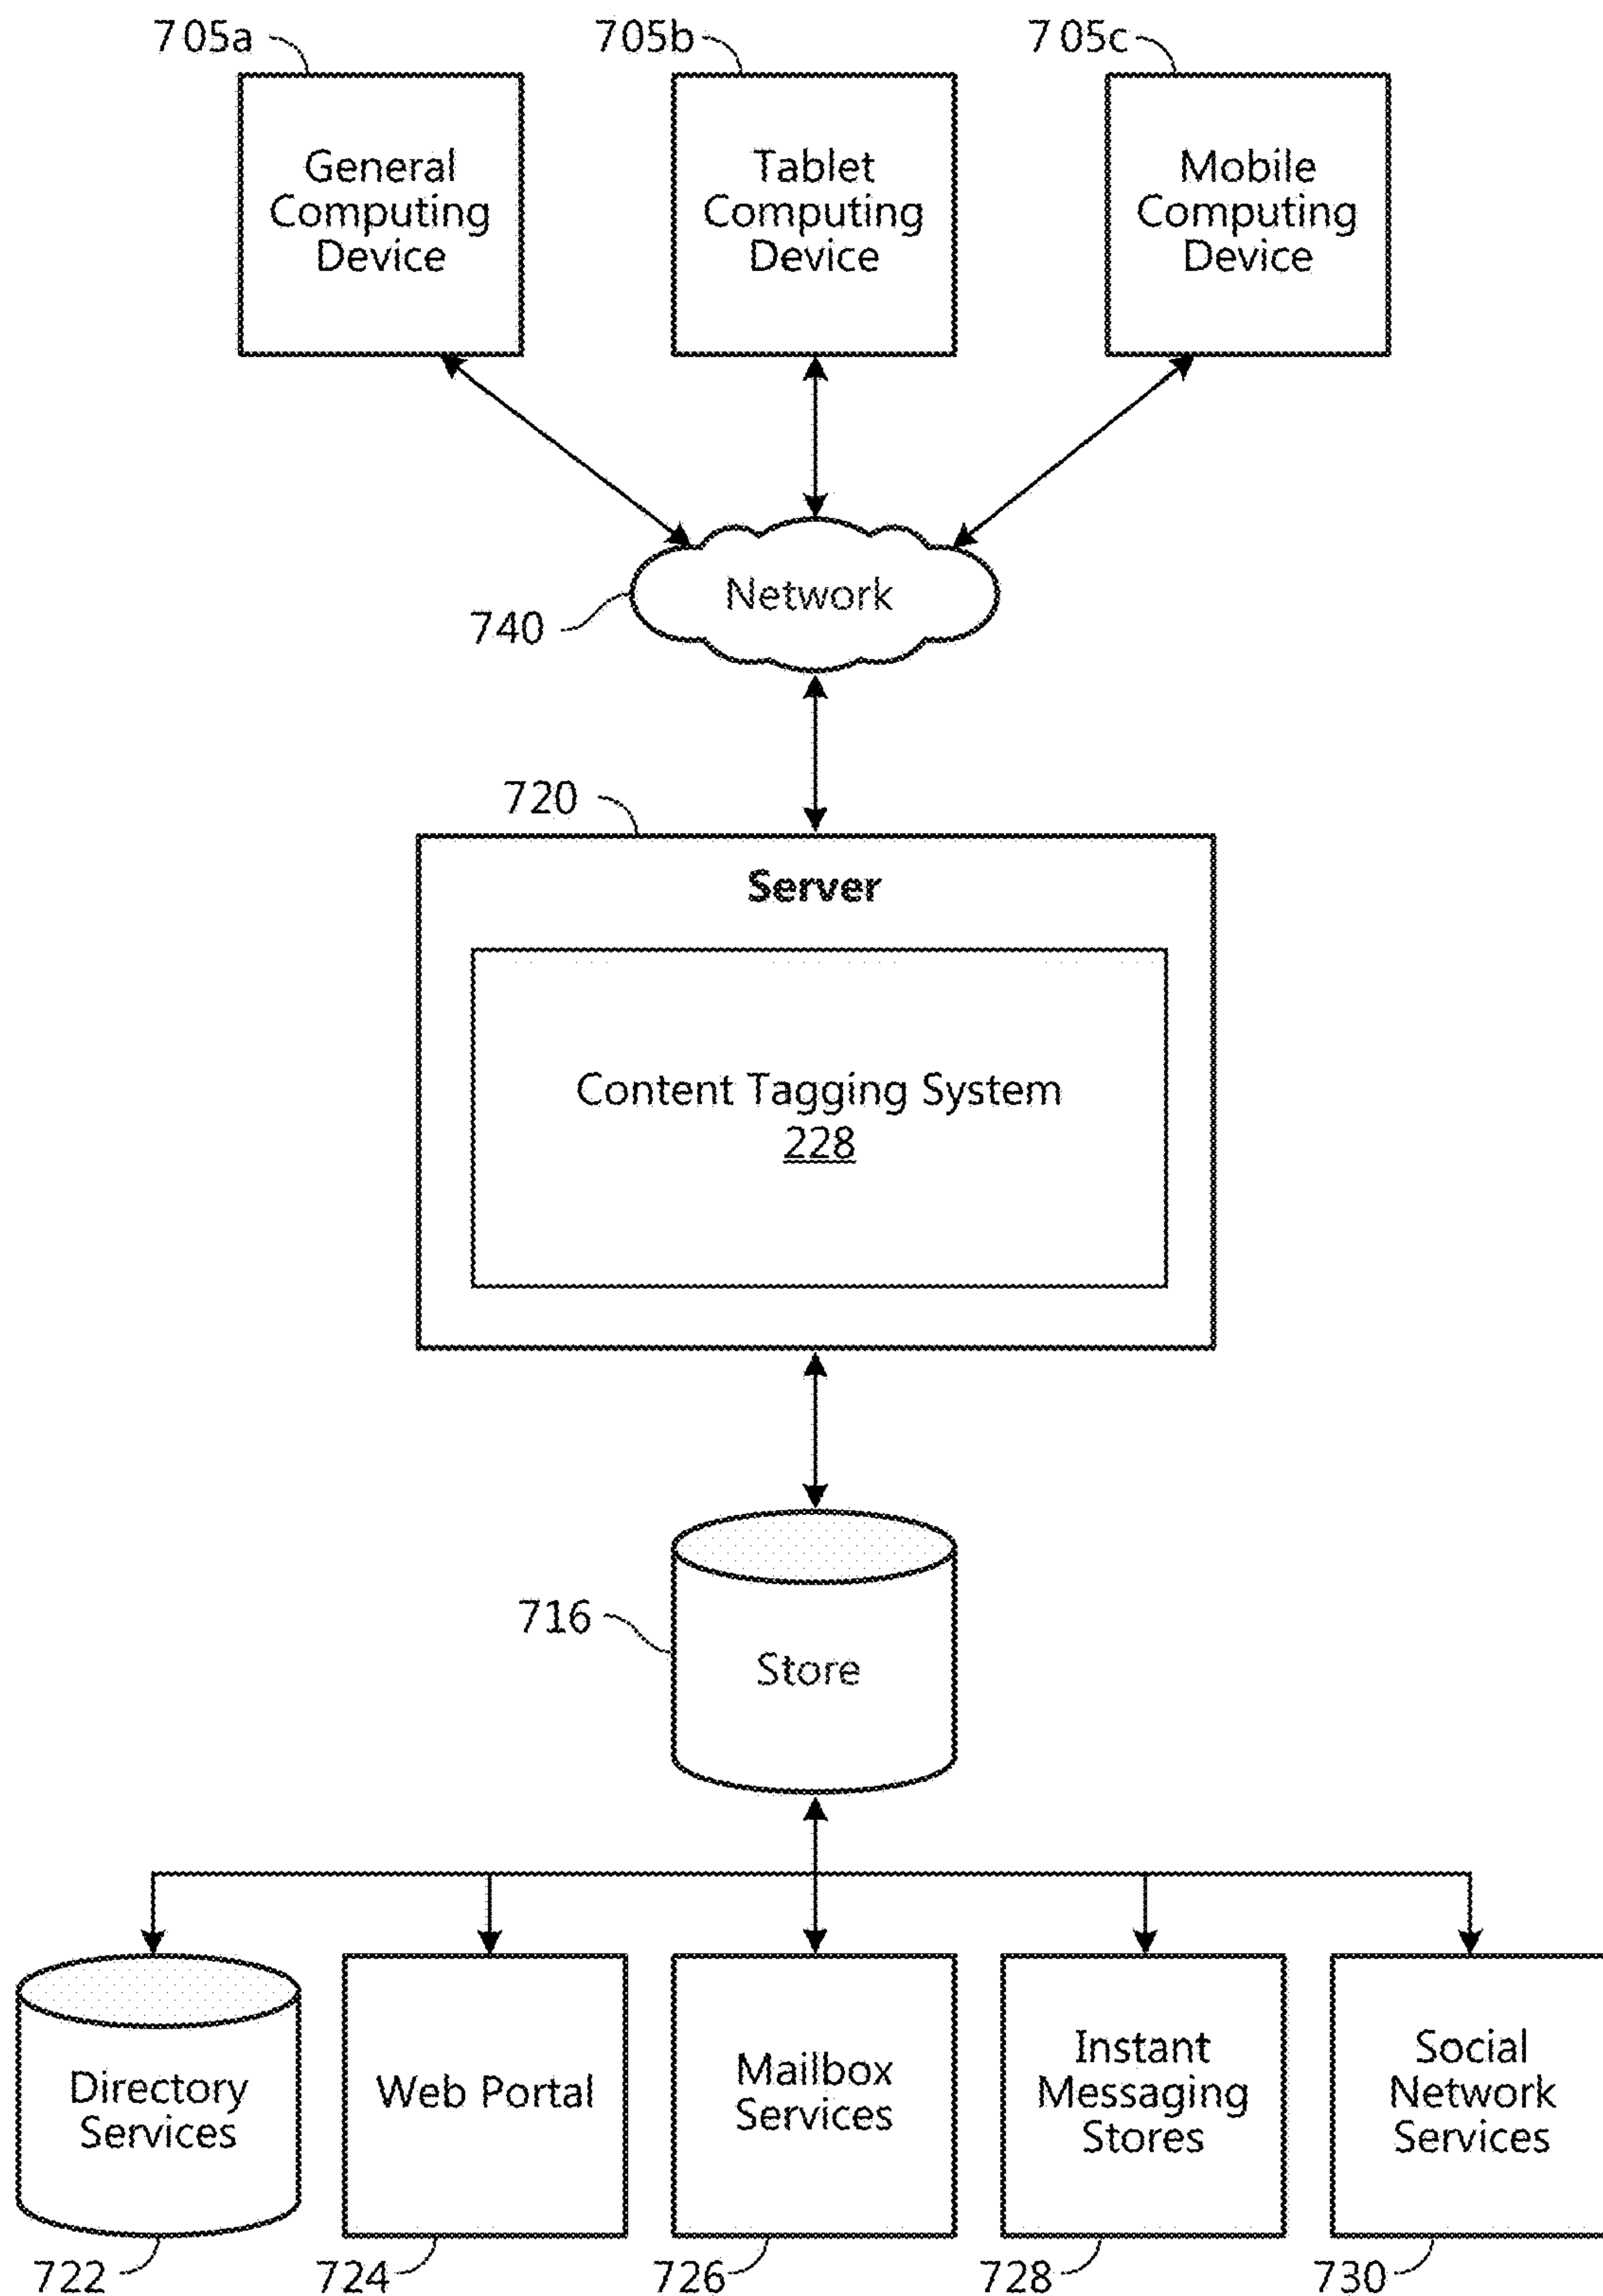 705a
705b
705c
General
Computing
Device
Tablet
Computing
Device
Mobile
Computing
Device
Network
740
720
Server
Content Tagging System
228
716
Store
Directory
Services
Web Portal
Mailbox
Services
Instant
Messaging
Stores
Social
Network
Services
722
724
726
728
730